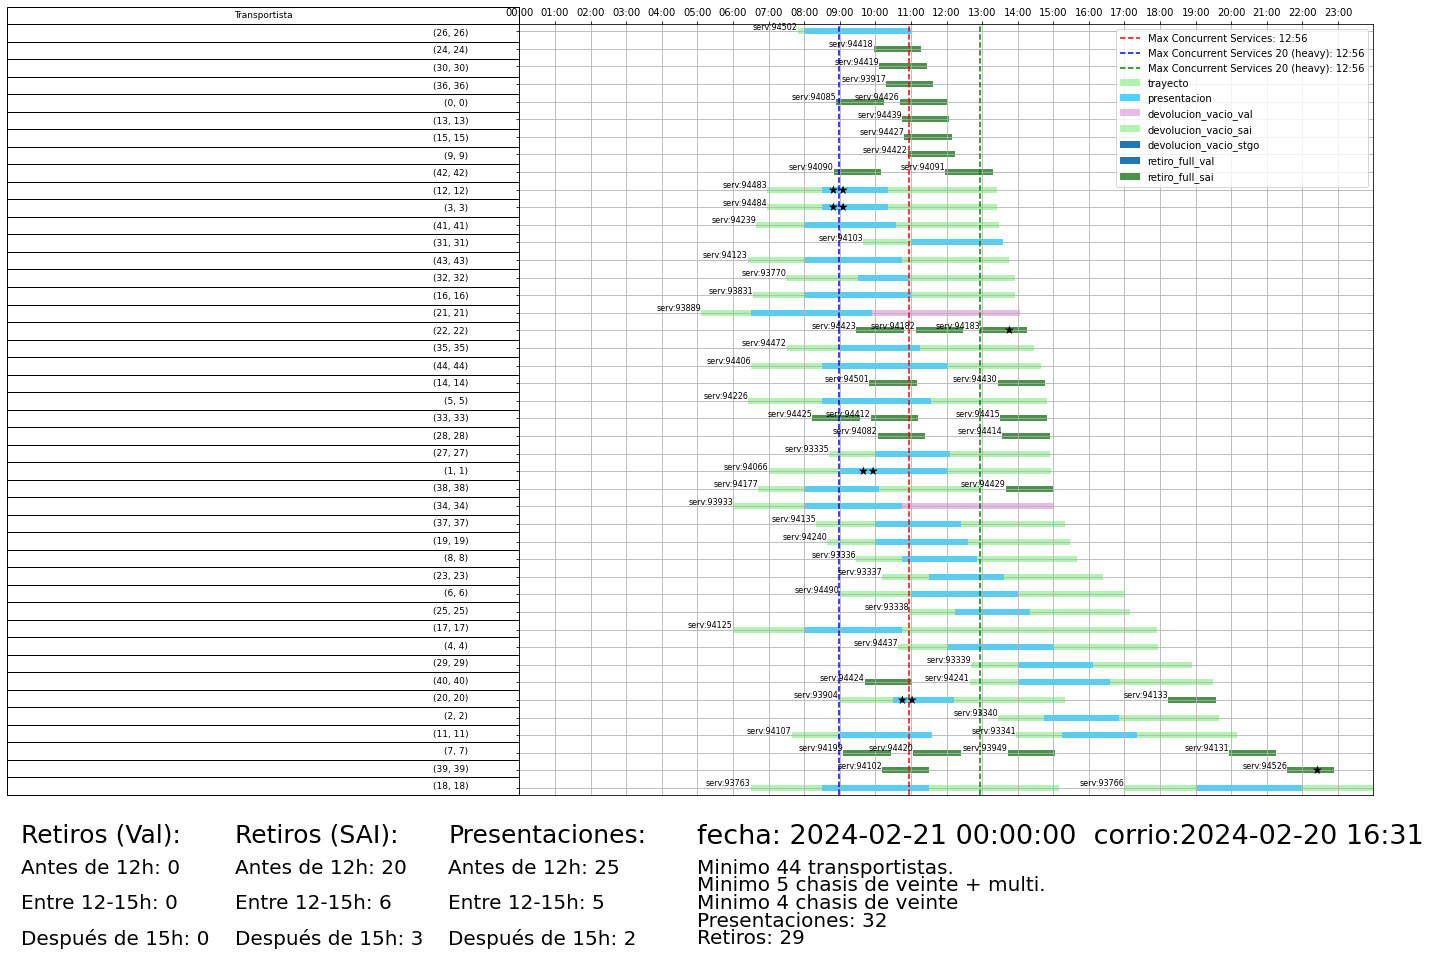 Transportista
00:00 01:00 02:00 03:00 04:00 05:00 06:00 07:00 08:00 09:00 10:00 11:00 12:00 13:00 14:00 15:00 16:00 17:00 18:00 19:00 20:00 21:00 22:00 23:00
Max Concurrent Services: 12:56
Max Concurrent Services 20 (heavy): 12:56
Max Concurrent Services 20 (heavy): 12:56
trayecto
presentacion
devolucion_vacio_val
devolucion_vacio_sai
devolucion_vacio_stgo
retiro_full_val
retiro_full_sai
(26, 26) serv:94502
(24, 24) serv:94418
(30, 30) serv:94419
(36, 36) serv:93917
(0, 0) serv:94085 serv:94426
(13, 13) serv:94439
(15, 15) serv:94427
(9, 9) serv:94422
(42, 42) serv:94090 serv:94091
(12, 12) serv:94483
(3, 3) serv:94484
(41, 41) serv:94239
(31, 31) serv:94103
(43, 43) serv:94123
(32, 32) serv:93770
(16, 16) serv:93831
(21, 21) serv:93889
(22, 22) serv:94423 serv:94182 serv:94183
(35, 35) serv:94472
(44, 44) serv:94406
(14, 14) serv:94501 serv:94430
(5, 5) serv:94226
(33, 33) serv:94425 serv:94412 serv:94415
(28, 28) serv:94082 serv:94414
(27, 27) serv:93335
(1, 1) serv:94066
(38, 38) serv:94177 serv:94429
(34, 34) serv:93933
(37, 37) serv:94135
(19, 19) serv:94240
(8, 8) serv:93336
(23, 23) serv:93337
(6, 6) serv:94490
(25, 25) serv:93338
(17, 17) serv:94125
(4, 4) serv:94437
(29, 29) serv:93339
(40, 40) serv:94424 serv:94241
(20, 20) serv:93904 serv:94133
(2, 2) serv:93340
(11, 11) serv:94107 serv:93341
(7, 7) serv:94199 serv:94420 serv:93949 serv:94131
(39, 39) serv:94102 serv:94526
(18, 18) serv:93763 serv:93766
Retiros (Val):
Antes de 12h: 0
Entre 12-15h: 0
Después de 15h: 0
Retiros (SAI):
Antes de 12h: 20
Entre 12-15h: 6
Después de 15h: 3
Presentaciones:
Antes de 12h: 25
Entre 12-15h: 5
Después de 15h: 2
fecha: 2024-02-21 00:00:00 corrio:2024-02-20 16:31
Minimo 44 transportistas.
Minimo 5 chasis de veinte + multi.
Minimo 4 chasis de veinte
Presentaciones: 32
Retiros: 29